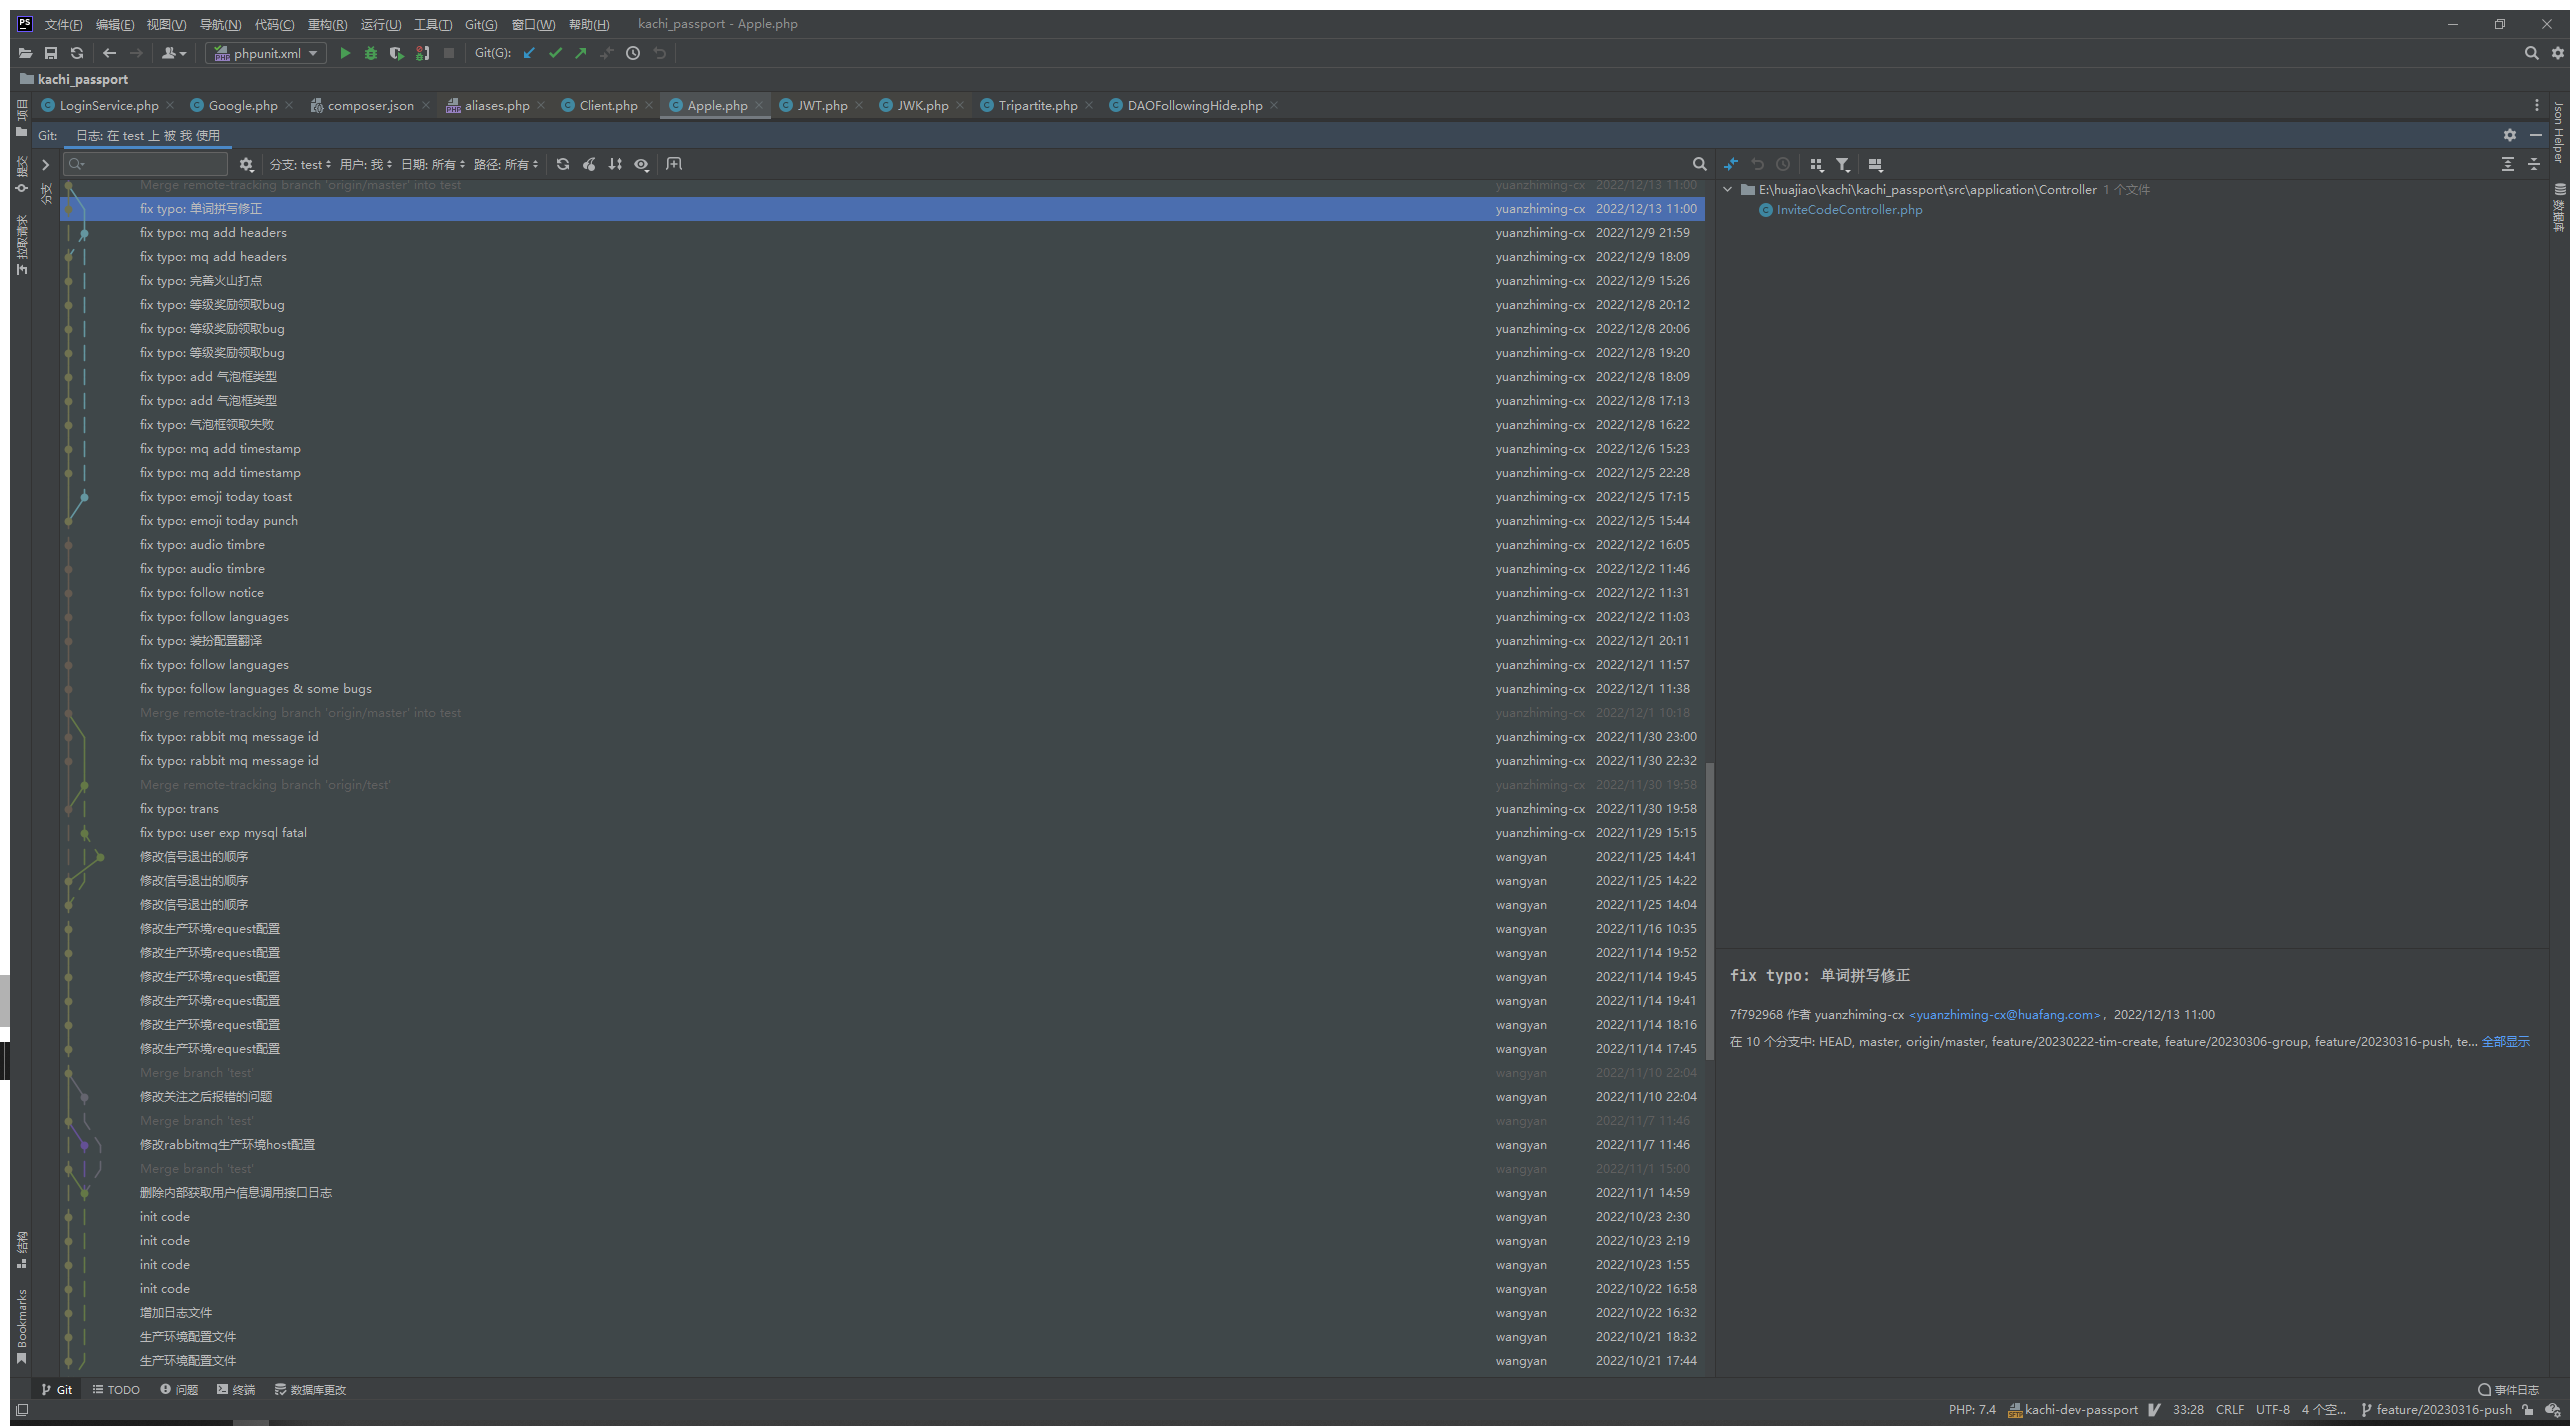 文件(F) 编辑(E) 视图(V) 导航(N) 代码(C) 重构(R) 运行(U) 工具(T) Git(G) 窗口(W) 帮助(H) kachi_passport - Apple.php
phpunit.xml Git(G):
kachi_passport
LoginService.php Google.php composer.json aliases.php Client.php Apple.php JWT.php JWK.php Tripartite.php DAOFollowingHide.php
Git: 日志: 在 test 上 被 我 使用
分支: test 用户: 我 日期: 所有 路径: 所有
Merge remote-tracking branch 'origin/master' into test yuanzhiming-cx 2022/12/13 11:00
fix typo: 单词拼写修正 yuanzhiming-cx 2022/12/13 11:00
fix typo: mq add headers yuanzhiming-cx 2022/12/9 21:59
fix typo: mq add headers yuanzhiming-cx 2022/12/9 18:09
fix typo: 完善火山打点 yuanzhiming-cx 2022/12/9 15:26
fix typo: 等级奖励领取bug yuanzhiming-cx 2022/12/8 20:12
fix typo: 等级奖励领取bug yuanzhiming-cx 2022/12/8 20:06
fix typo: 等级奖励领取bug yuanzhiming-cx 2022/12/8 19:20
fix typo: add 气泡框类型 yuanzhiming-cx 2022/12/8 18:09
fix typo: add 气泡框类型 yuanzhiming-cx 2022/12/8 17:13
fix typo: 气泡框领取失败 yuanzhiming-cx 2022/12/8 16:22
fix typo: mq add timestamp yuanzhiming-cx 2022/12/6 15:23
fix typo: mq add timestamp yuanzhiming-cx 2022/12/5 22:28
fix typo: emoji today toast yuanzhiming-cx 2022/12/5 17:15
fix typo: emoji today punch yuanzhiming-cx 2022/12/5 15:44
fix typo: audio timbre yuanzhiming-cx 2022/12/2 16:05
fix typo: audio timbre yuanzhiming-cx 2022/12/2 11:46
fix typo: follow notice yuanzhiming-cx 2022/12/2 11:31
fix typo: follow languages yuanzhiming-cx 2022/12/2 11:03
fix typo: 装扮配置翻译 yuanzhiming-cx 2022/12/1 20:11
fix typo: follow languages yuanzhiming-cx 2022/12/1 11:57
fix typo: follow languages & some bugs yuanzhiming-cx 2022/12/1 11:38
Merge remote-tracking branch 'origin/master' into test yuanzhiming-cx 2022/12/1 10:18
fix typo: rabbit mq message id yuanzhiming-cx 2022/11/30 23:00
fix typo: rabbit mq message id yuanzhiming-cx 2022/11/30 22:32
Merge remote-tracking branch 'origin/test' yuanzhiming-cx 2022/11/30 19:58
fix typo: trans yuanzhiming-cx 2022/11/30 19:58
fix typo: user exp mysql fatal yuanzhiming-cx 2022/11/29 15:15
修改信号退出的顺序 wangyan 2022/11/25 14:41
修改信号退出的顺序 wangyan 2022/11/25 14:22
修改信号退出的顺序 wangyan 2022/11/25 14:04
修改生产环境request配置 wangyan 2022/11/16 10:35
修改生产环境request配置 wangyan 2022/11/14 19:52
修改生产环境request配置 wangyan 2022/11/14 19:45
修改生产环境request配置 wangyan 2022/11/14 19:41
修改生产环境request配置 wangyan 2022/11/14 18:16
修改生产环境request配置 wangyan 2022/11/14 17:45
Merge branch 'test' wangyan 2022/11/10 22:04
修改关注之后报错的问题 wangyan 2022/11/10 22:04
Merge branch 'test' wangyan 2022/11/7 11:46
修改rabbitmq生产环境host配置 wangyan 2022/11/7 11:46
Merge branch 'test' wangyan 2022/11/1 15:00
删除内部获取用户信息调用接口日志 wangyan 2022/11/1 14:59
init code wangyan 2022/10/23 2:30
init code wangyan 2022/10/23 2:19
init code wangyan 2022/10/23 1:55
init code wangyan 2022/10/22 16:58
增加日志文件 wangyan 2022/10/22 16:32
生产环境配置文件 wangyan 2022/10/21 18:32
生产环境配置文件 wangyan 2022/10/21 17:44
E:\huajiao\kachi\kachi_passport\src\application\Controller 1 个文件
InviteCodeController.php
fix typo: 单词拼写修正
7f792968 作者 yuanzhiming-cx <yuanzhiming-cx@huafang.com>, 2022/12/13 11:00
在 10 个分支中: HEAD, master, origin/master, feature/20230222-tim-create, feature/20230306-group, feature/20230316-push, te... 全部显示
项目
提交
拉取请求
分支
结构
Bookmarks
Json Helper
数据库
Git TODO 问题 终端 数据库更改 事件日志
PHP: 7.4 kachi-dev-passport 33:28 CRLF UTF-8 4 个空... feature/20230316-push